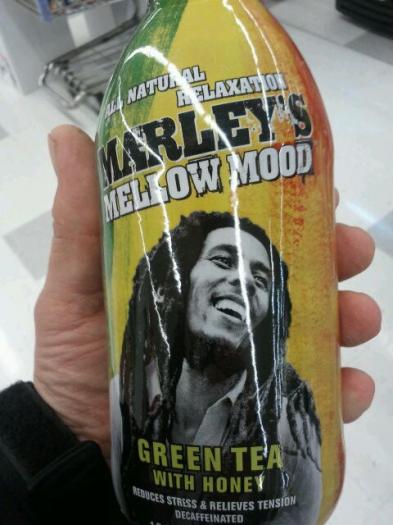 ALL NATURAL
RELAXATION
MARLEY'S
MELLOW MOOD
GREEN TEA
WITH HONEY
REDUCES STRESS & RELIEVES TENSION
DECAFFEINATED